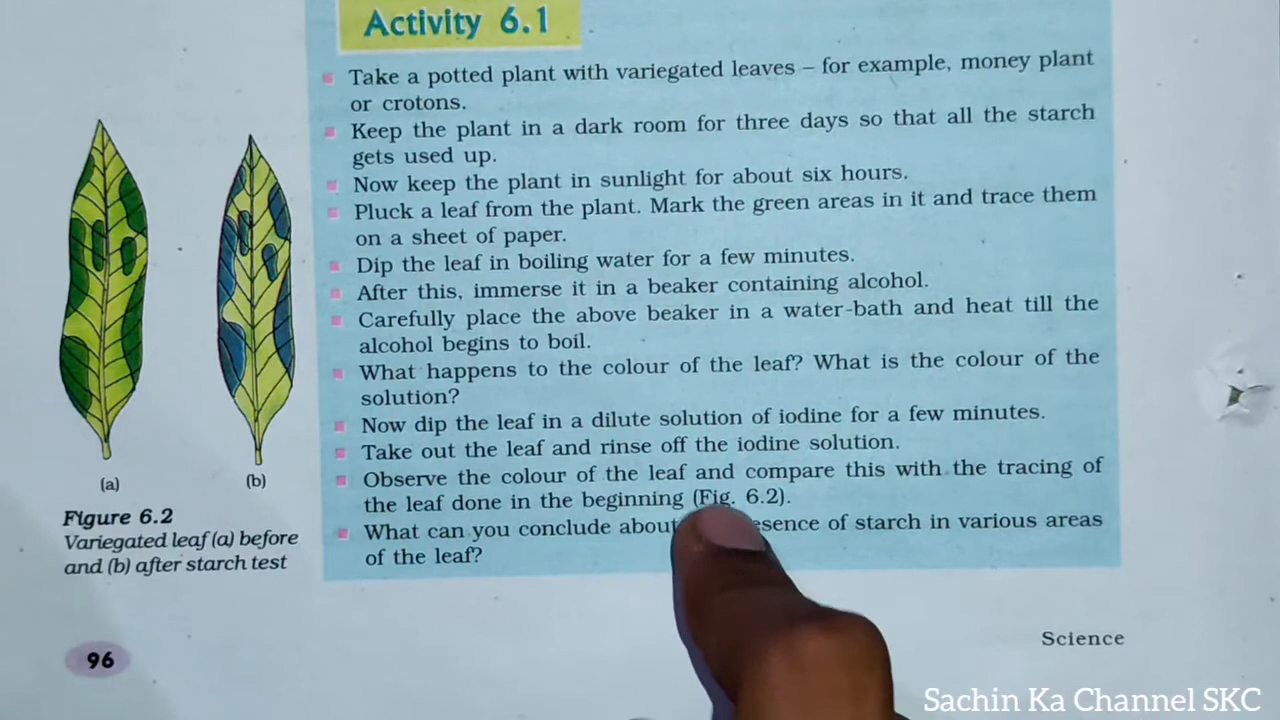 Activity 6.1
Take a potted plant with variegated leaves – for example, money plant
or crotons.
Keep the plant in a dark room for three days so that all the starch
gets used up.
Now keep the plant in sunlight for about six hours.
Pluck a leaf from the plant. Mark the green areas in it and trace them
on a sheet of paper.
Dip the leaf in boiling water for a few minutes.
After this, immerse it in a beaker containing alcohol.
Carefully place the above beaker in a water-bath and heat till the
alcohol begins to boil.
What happens to the colour of the leaf? What is the colour of the
solution?
Now dip the leaf in a dilute solution of iodine for a few minutes.
Take out the leaf and rinse off the iodine solution.
Observe the colour of the leaf and compare this with the tracing of
the leaf done in the beginning (Fig. 6.2).
What can you conclude about of starch in various areas
of the leaf?
(a) (b)
Figure 6.2
Variegated leaf (a) before
and (b) after starch test
96
Science
Sachin Ka Channel SKC